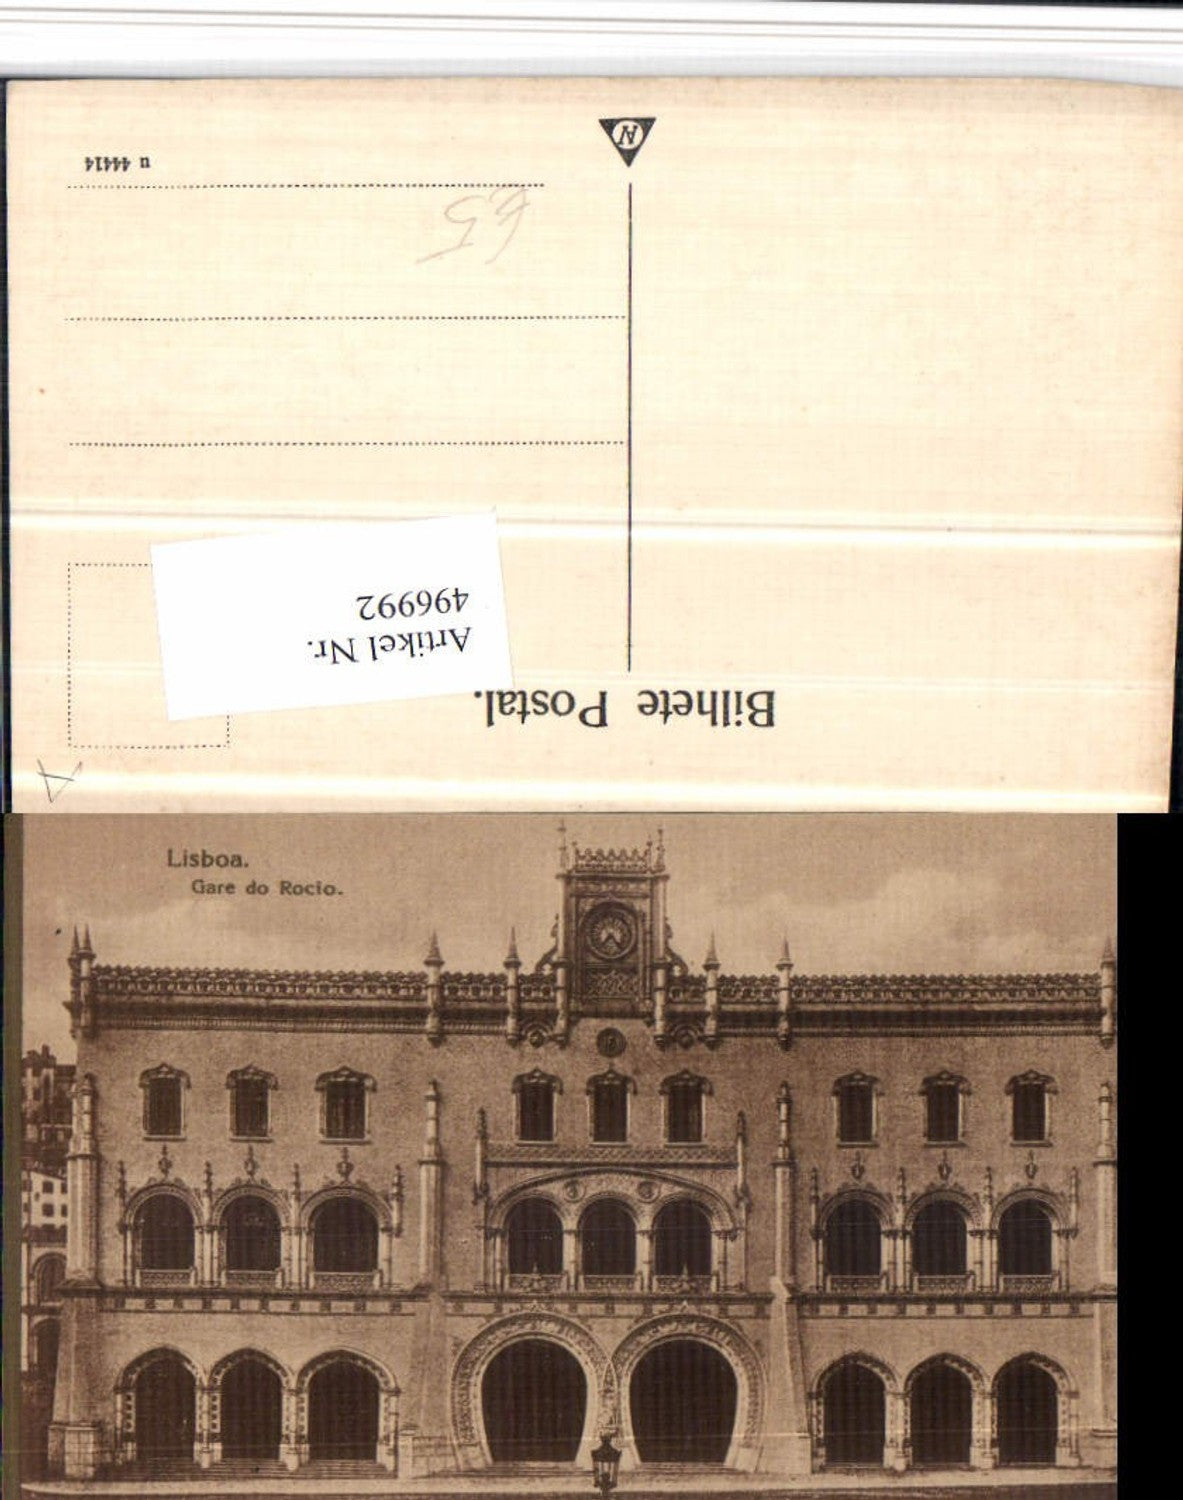 u 44414
65
Artikel Nr.
496992
Bilhete Postal.
Lisboa.
Gare do Rocio.